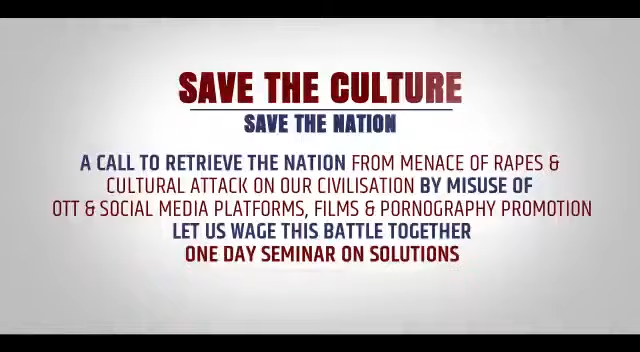 SAVE THE CULTURE
SAVE THE NATION
A CALL TO RETRIEVE THE NATION FROM MENACE OF RAPES &
CULTURAL ATTACK ON OUR CIVILISATION BY MISUSE OF
OTT & SOCIAL MEDIA PLATFORMS, FILMS & PORNOGRAPHY PROMOTION
LET US WAGE THIS BATTLE TOGETHER
ONE DAY SEMINAR ON SOLUTIONS